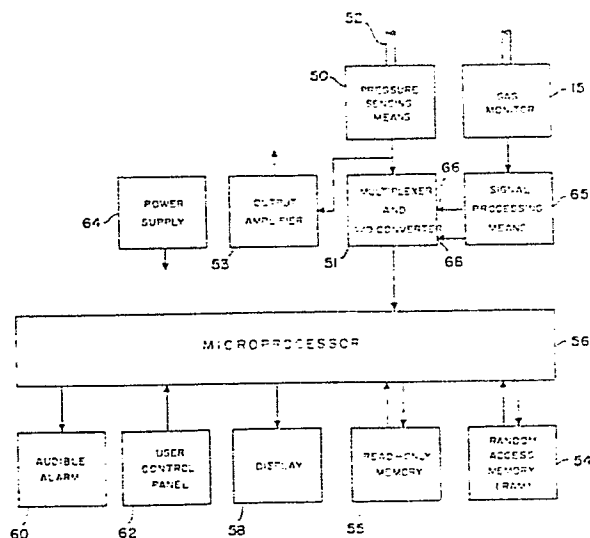 52
50
PRESSURE
SENSING
MEANS
GAS
MONITOR
15
64
POWER
SUPPLY
OUTPUT
AMPLIFIER
53
MULTIPLEXER
AND
A/D CONVERTER
51
66
66
SIGNAL
PROCESSING
MEANS
65
MICROPROCESSOR
56
AUDIBLE
ALARM
60
USER
CONTROL
PANEL
62
DISPLAY
58
READ-ONLY
MEMORY
55
RANDOM
ACCESS
MEMORY
(RAM)
54